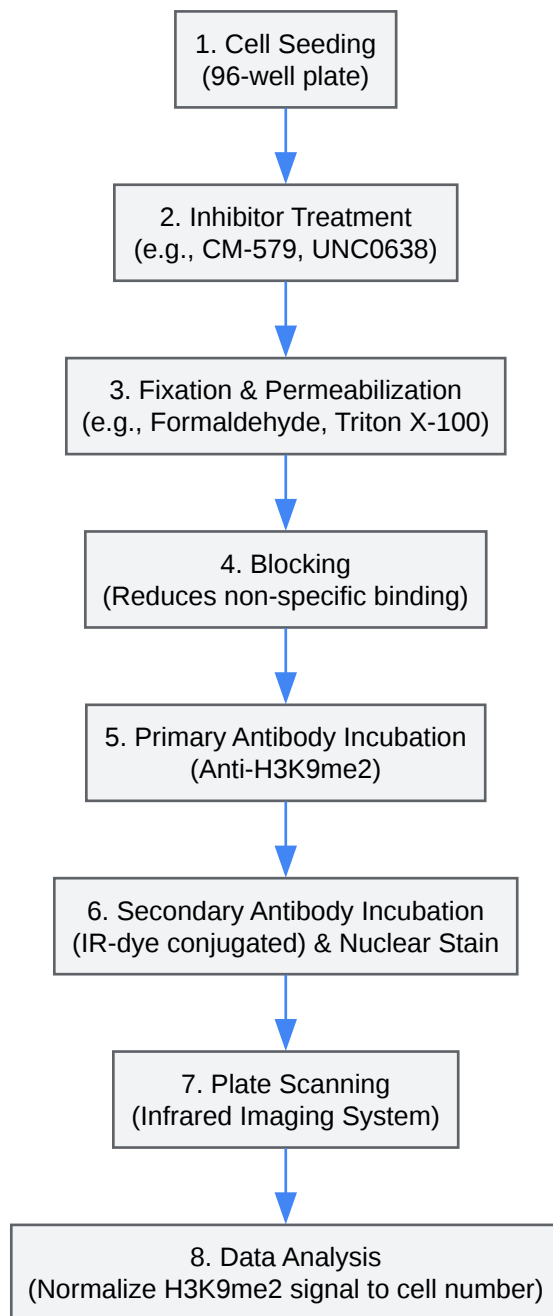 1. Cell Seeding
(96-well plate)
2. Inhibitor Treatment
(e.g., CM-579, UNC0638)
3. Fixation & Permeabilization
(e.g., Formaldehyde, Triton X-100)
4. Blocking
(Reduces non-specific binding)
5. Primary Antibody Incubation
(Anti-H3K9me2)
6. Secondary Antibody Incubation
(IR-dye conjugated) & Nuclear Stain
7. Plate Scanning
(Infrared Imaging System)
8. Data Analysis
(Normalize H3K9me2 signal to cell number)